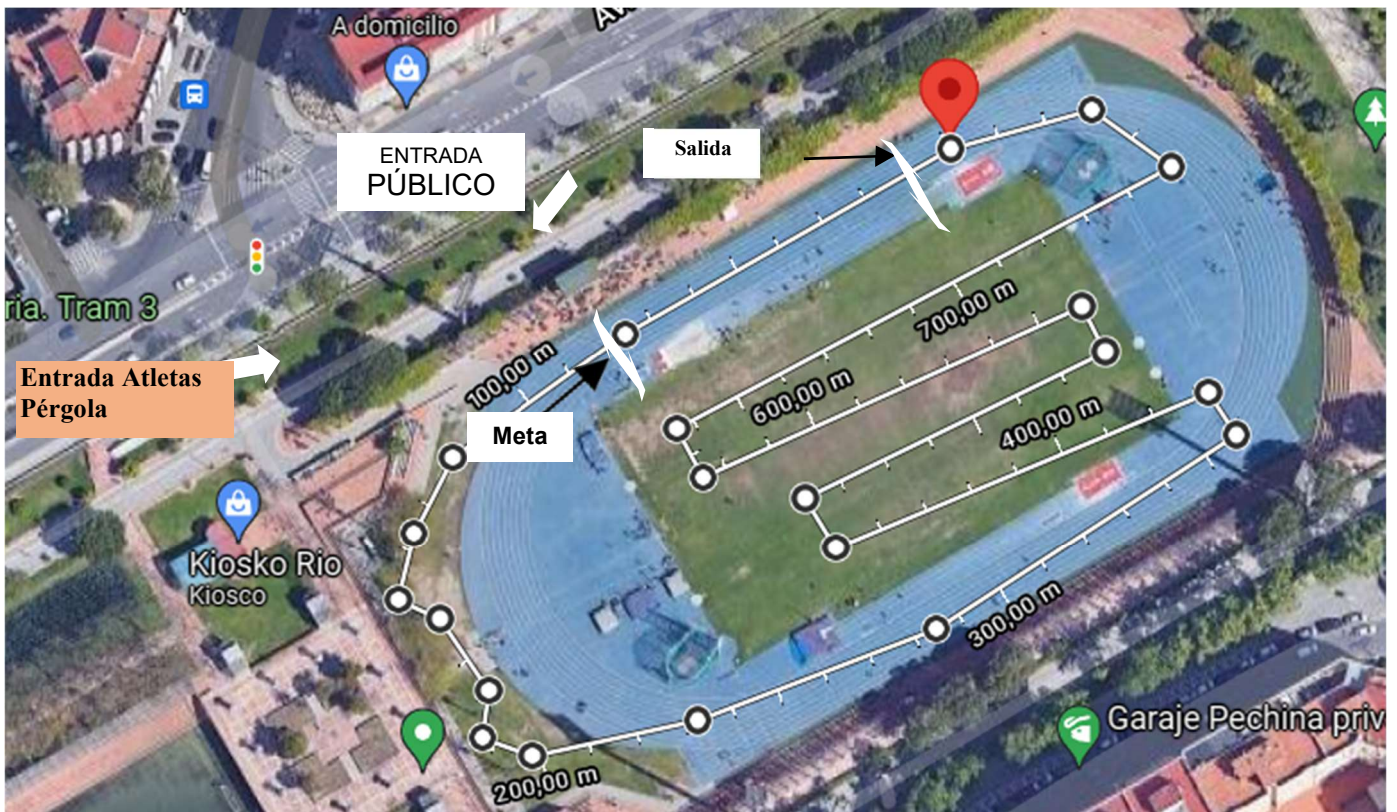 A domicilio
Av
ENTRADA
PÚBLICO
Salida
ria. Tram 3
Entrada Atletas
Pérgola
100,00 m
Meta
700,00 m
600,00 m
400,00 m
Kiosko Rio
Kiosco
300,00 m
Garaje Pechina priv
200,00 m